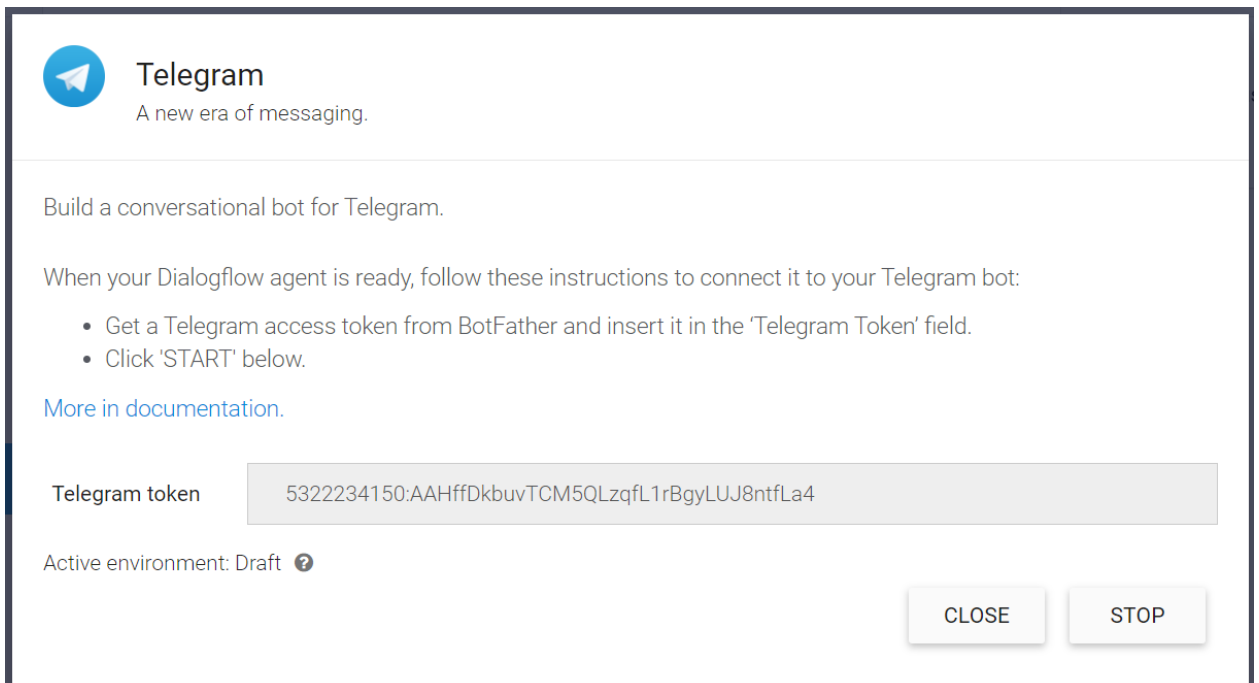 Telegram
A new era of messaging.
Build a conversational bot for Telegram.
When your Dialogflow agent is ready, follow these instructions to connect it to your Telegram bot:
• Get a Telegram access token from BotFather and insert it in the ‘Telegram Token’ field.
• Click 'START' below.
More in documentation.
Telegram token 5322234150:AAHffDkbuvTCM5QLzqfL1rBgyLUJ8ntfLa4
Active environment: Draft ?
CLOSE STOP